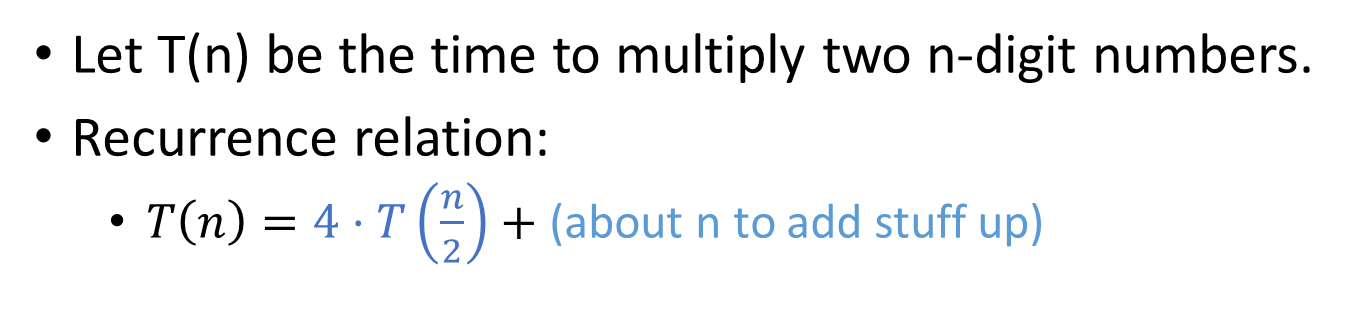 • Let T(n) be the time to multiply two n-digit numbers.
• Recurrence relation:
• T(n) = 4 · T(n/2) + (about n to add stuff up)